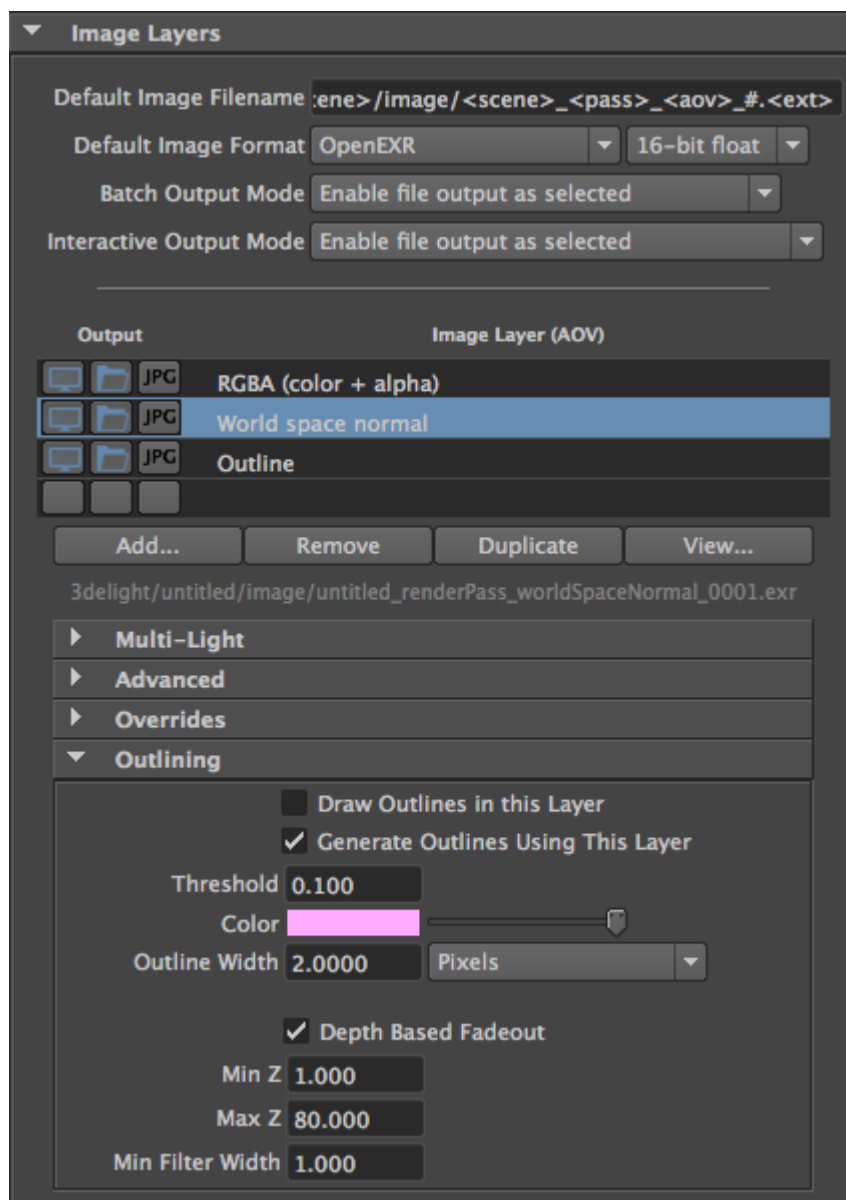 Image Layers
Default Image Filename :ene>/image/<scene>_<pass>_<aov>_#.<ext>
Default Image Format OpenEXR 16-bit float
Batch Output Mode Enable file output as selected
Interactive Output Mode Enable file output as selected
Output Image Layer (AOV)
JPG RGBA (color + alpha)
JPG World space normal
JPG Outline
Add... Remove Duplicate View...
3delight/untitled/image/untitled_renderPass_worldSpaceNormal_0001.exr
Multi-Light
Advanced
Overrides
Outlining
Draw Outlines in this Layer
Generate Outlines Using This Layer
Threshold 0.100
Color
Outline Width 2.0000 Pixels
Depth Based Fadeout
Min Z 1.000
Max Z 80.000
Min Filter Width 1.000